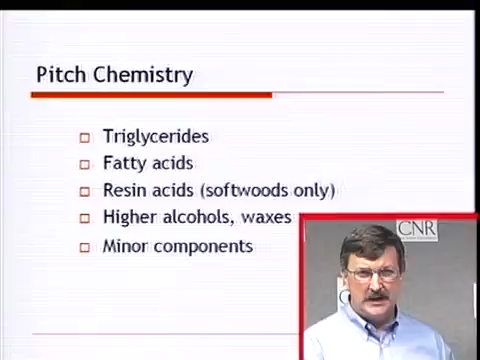 Pitch Chemistry
Triglycerides
Fatty acids
Resin acids (softwoods only)
Higher alcohols, waxes
Minor components
CNR